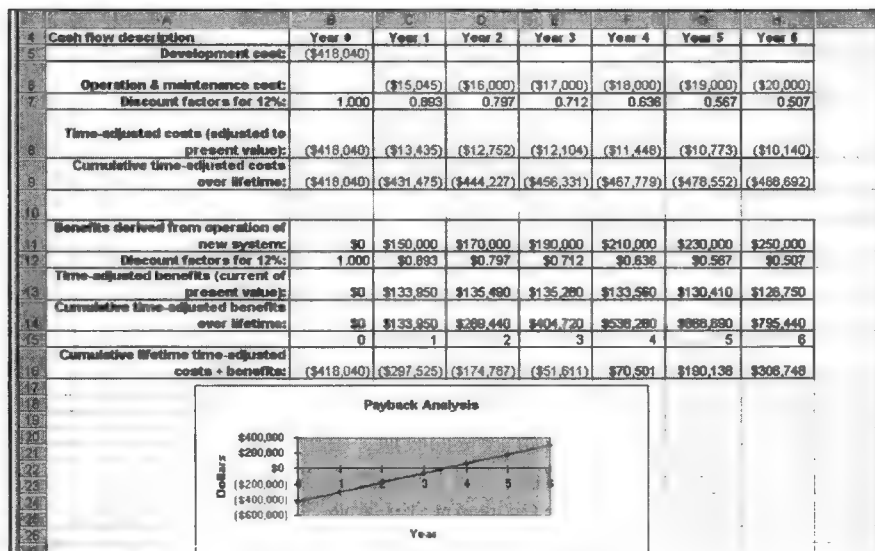 A B C D E F G H
4 Cash flow description Year 0 Year 1 Year 2 Year 3 Year 4 Year 5 Year 6
5 Development cost: ($418,040)
6 Operation & maintenance cost: ($15,045) ($16,000) ($17,000) ($18,000) ($19,000) ($20,000)
7 Discount factors for 12%: 1.000 0.893 0.797 0.712 0.636 0.567 0.507
Time-adjusted costs (adjusted to
8 present value): ($418,040) ($13,435) ($12,752) ($12,104) ($11,448) ($10,773) ($10,140)
Cumulative time-adjusted costs
9 over lifetime: ($418,040) ($431,475) ($444,227) ($456,331) ($467,779) ($478,552) ($488,692)
10
Benefits derived from operation of
11 new system: $0 $150,000 $170,000 $190,000 $210,000 $230,000 $250,000
12 Discount factors for 12%: 1.000 $0.893 $0.797 $0.712 $0.636 $0.567 $0.507
Time-adjusted benefits (current of
13 present value): $0 $133,950 $135,490 $135,280 $133,560 $130,410 $126,750
Cumulative time-adjusted benefits
14 over lifetime: $0 $133,950 $269,440 $404,720 $538,280 $668,690 $795,440
15 0 1 2 3 4 5 6
Cumulative lifetime time-adjusted
16 costs + benefits: ($418,040) ($297,525) ($174,787) ($51,611) $70,501 $190,138 $306,748
17
18 Payback Analysis
19
20 $400,000
21 $200,000
22 $0
Dollars
23 ($200,000) 0 1 2 3 4 5 6
24 ($400,000)
25 ($600,000)
26 Year